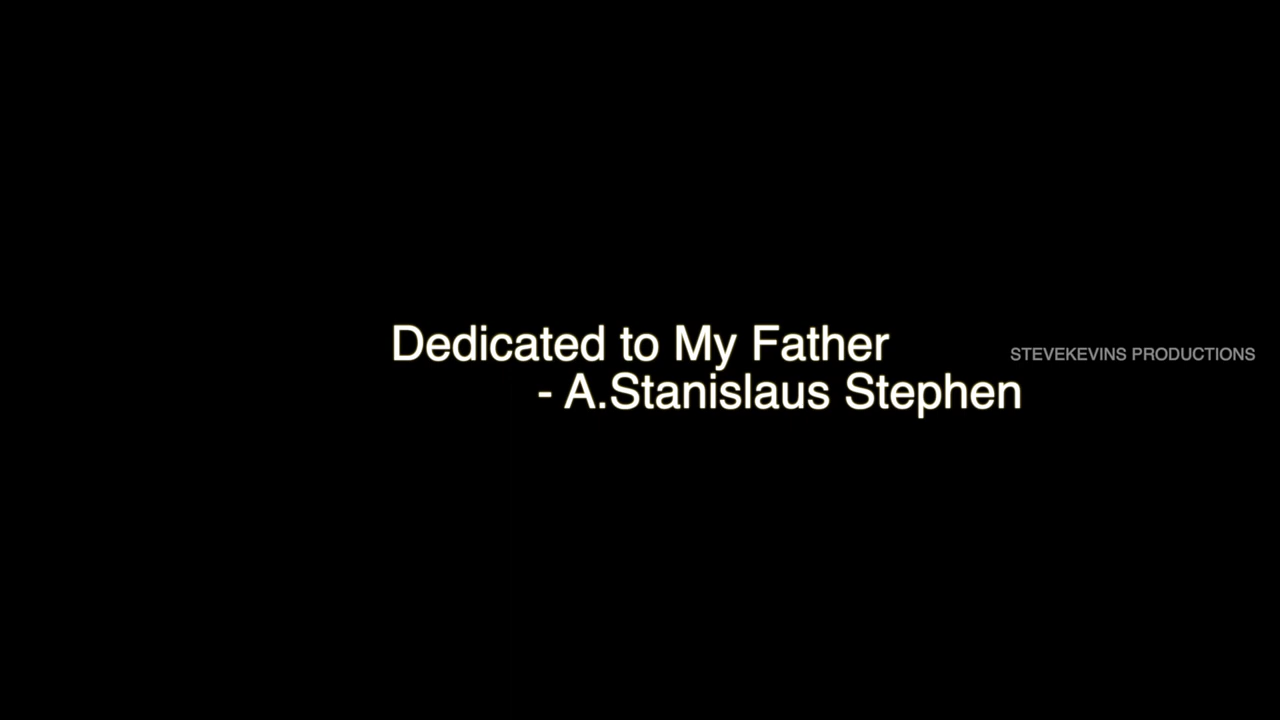 Dedicated to My Father
STEVEKEVINS PRODUCTIONS
- A.Stanislaus Stephen